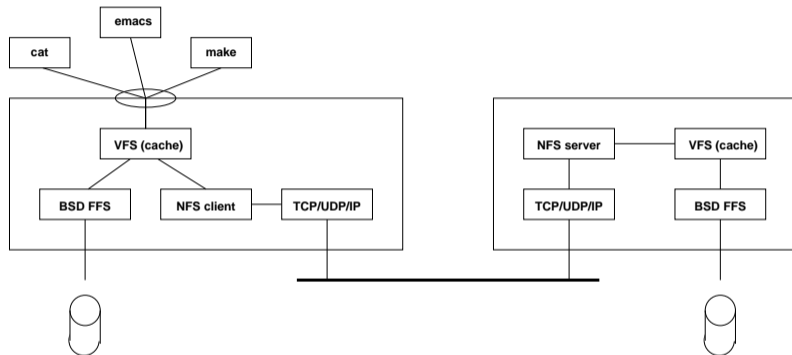 emacs
cat
make
VFS (cache)
NFS server
VFS (cache)
BSD FFS
NFS client
TCP/UDP/IP
TCP/UDP/IP
BSD FFS